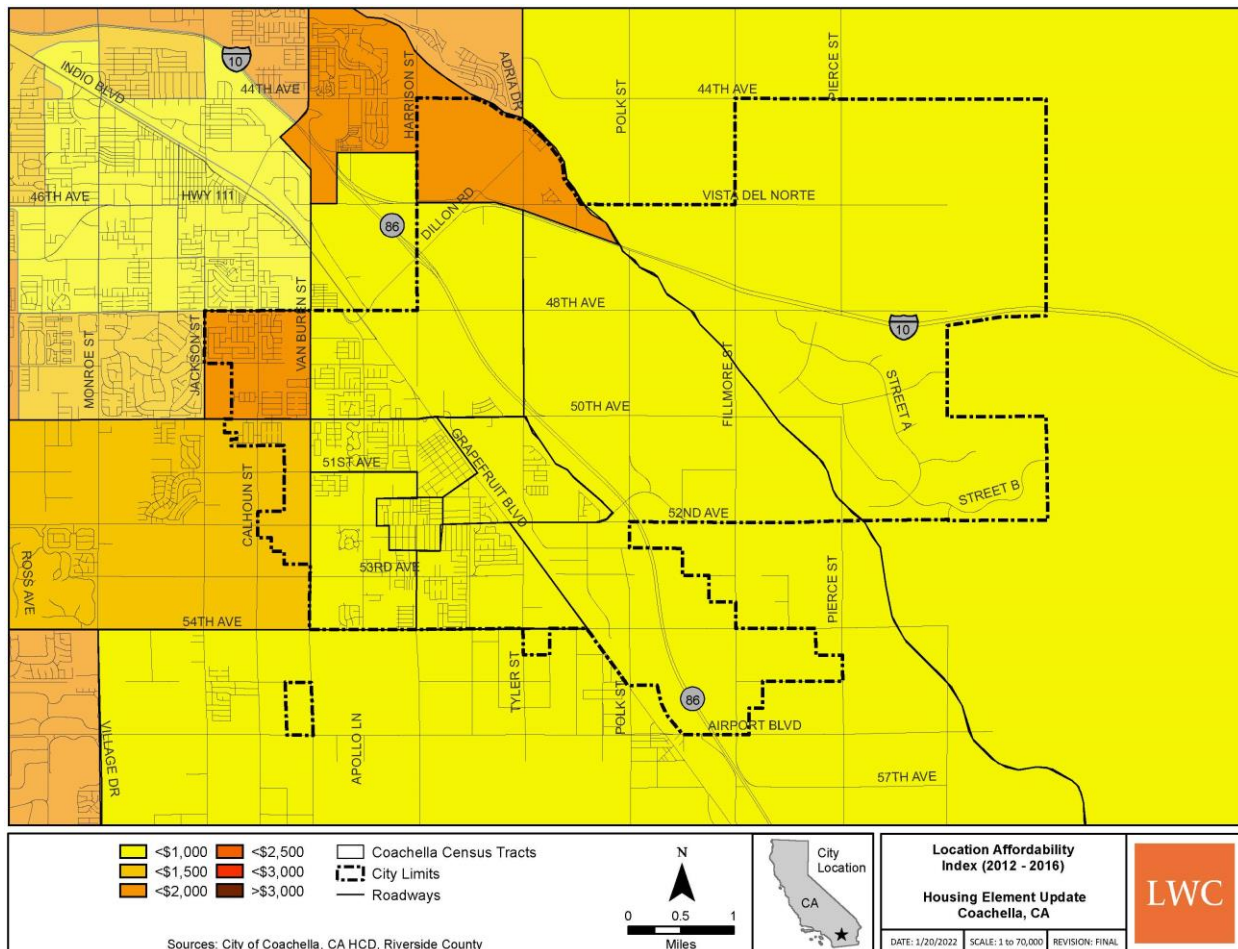 10
44TH AVE
INDIO BLVD
HARRISON ST
ADRIA DR
POLK ST
44TH AVE
PIERCE ST
46TH AVE
HWY 111
86
DILLON RD
VISTA DEL NORTE
MONROE ST
JACKSON ST
VAN BUREN ST
48TH AVE
10
FILLMORE ST
STREET A
50TH AVE
CALHOUN ST
51ST AVE
GRAPEFRUIT BLVD
STREET B
52ND AVE
ROSS AVE
53RD AVE
PIERCE ST
54TH AVE
TYLER ST
POLK ST
86
AIRPORT BLVD
VILLAGE DR
APOLLO LN
57TH AVE
<$1,000
<$1,500
<$2,000
<$2,500
<$3,000
>$3,000
Coachella Census Tracts
City Limits
Roadways
Sources: City of Coachella, CA HCD, Riverside County
N
0 0.5 1
Miles
City
Location
CA
Location Affordability
Index (2012 - 2016)
Housing Element Update
Coachella, CA
DATE: 1/20/2022
SCALE: 1 to 70,000
REVISION: FINAL
LWC